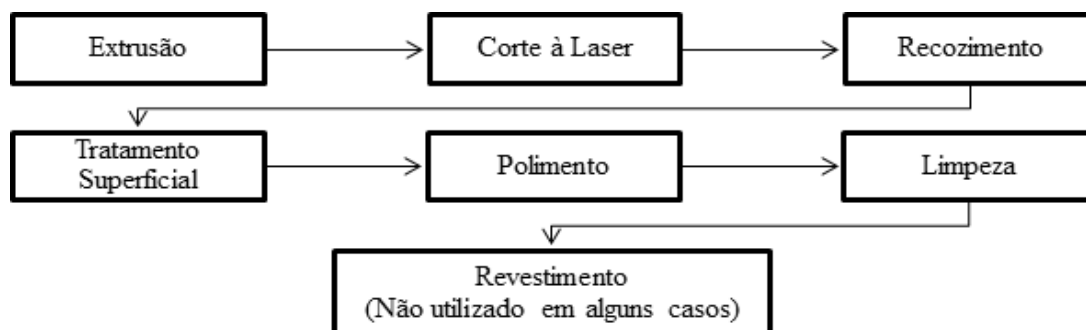 Extrusão
Corte à Laser
Recozimento
Tratamento
Superficial
Polimento
Limpeza
Revestimento
(Não utilizado em alguns casos)